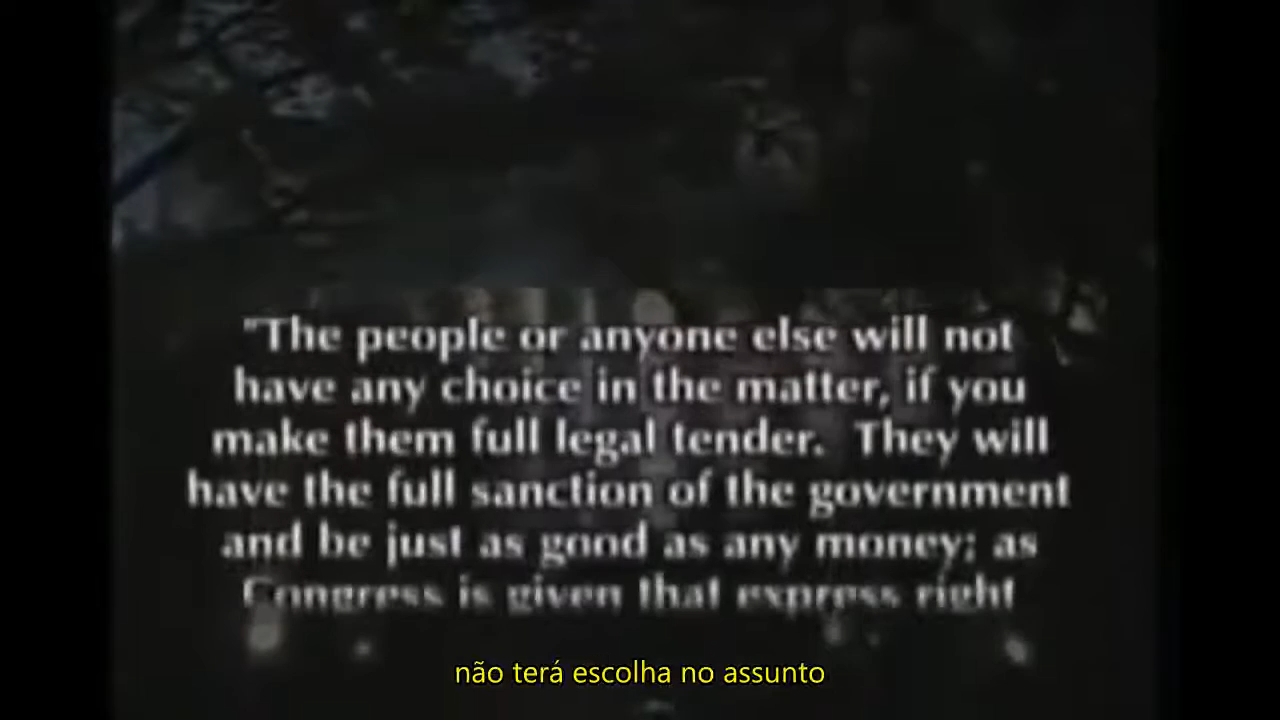 "The people or anyone else will not
have any choice in the matter, if you
make them full legal tender. They will
have the full sanction of the government
and be just as good as any money; as
Congress is given that express right
não terá escolha no assunto